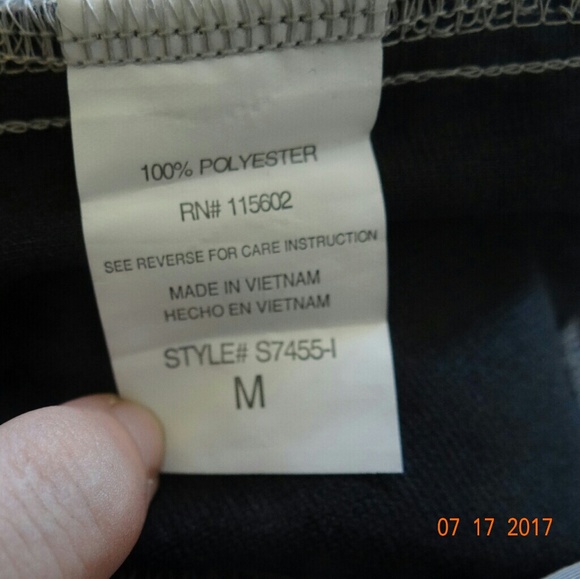 100% POLYESTER
RN# 115602
SEE REVERSE FOR CARE INSTRUCTION
MADE IN VIETNAM
HECHO EN VIETNAM
STYLE# S7455-I
M
07 17 2017